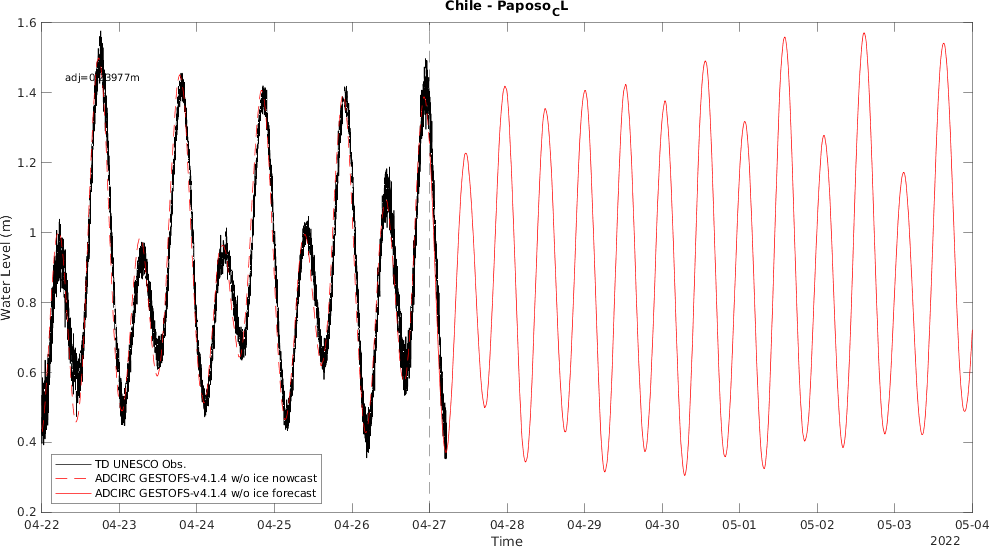 Chile - Paposo_CL
1.6
1.4
1.2
1
0.8
0.6
0.4
0.2
Water Level (m)
adj=0.23977m
TD UNESCO Obs.
ADCIRC GESTOFS-v4.1.4 w/o ice nowcast
ADCIRC GESTOFS-v4.1.4 w/o ice forecast
04-22 04-23 04-24 04-25 04-26 04-27 04-28 04-29 04-30 05-01 05-02 05-03 05-04
Time
2022